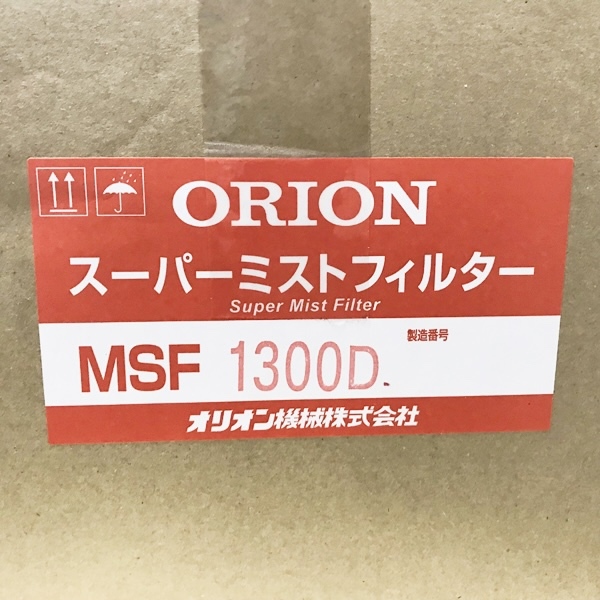 ORION
スーパーミストフィルター
Super Mist Filter
MSF 1300D. 製造番号
オリオン機械株式会社